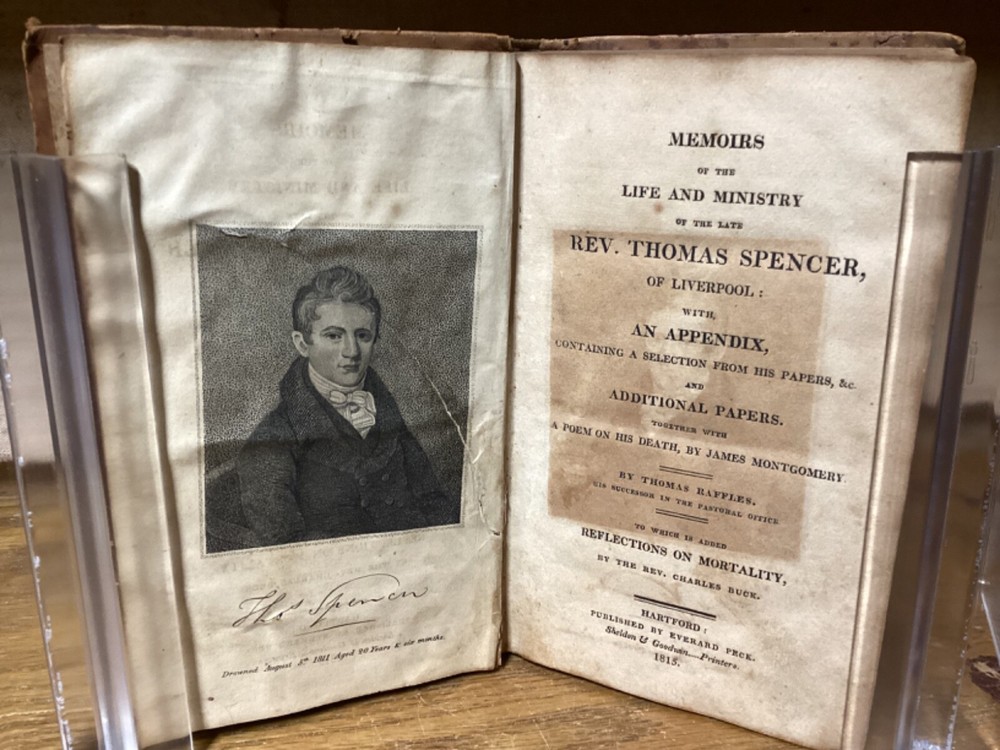 Thos Spencer
Drowned August 5th 1811 Aged 20 Years & six months.
MEMOIRS
OF THE
LIFE AND MINISTRY
OF THE LATE
REV. THOMAS SPENCER,
OF LIVERPOOL:
WITH,
AN APPENDIX,
CONTAINING A SELECTION FROM HIS PAPERS, &c.
AND
ADDITIONAL PAPERS.
TOGETHER WITH
A POEM ON HIS DEATH, BY JAMES MONTGOMERY.
BY THOMAS RAFFLES.
HIS SUCCESSOR IN THE PASTORAL OFFICE
TO WHICH IS ADDED
REFLECTIONS ON MORTALITY,
BY THE REV. CHARLES BUCK.
HARTFORD:
PUBLISHED BY EVERARD PECK.
Sheldon & Goodwin.—Printers.
1815.